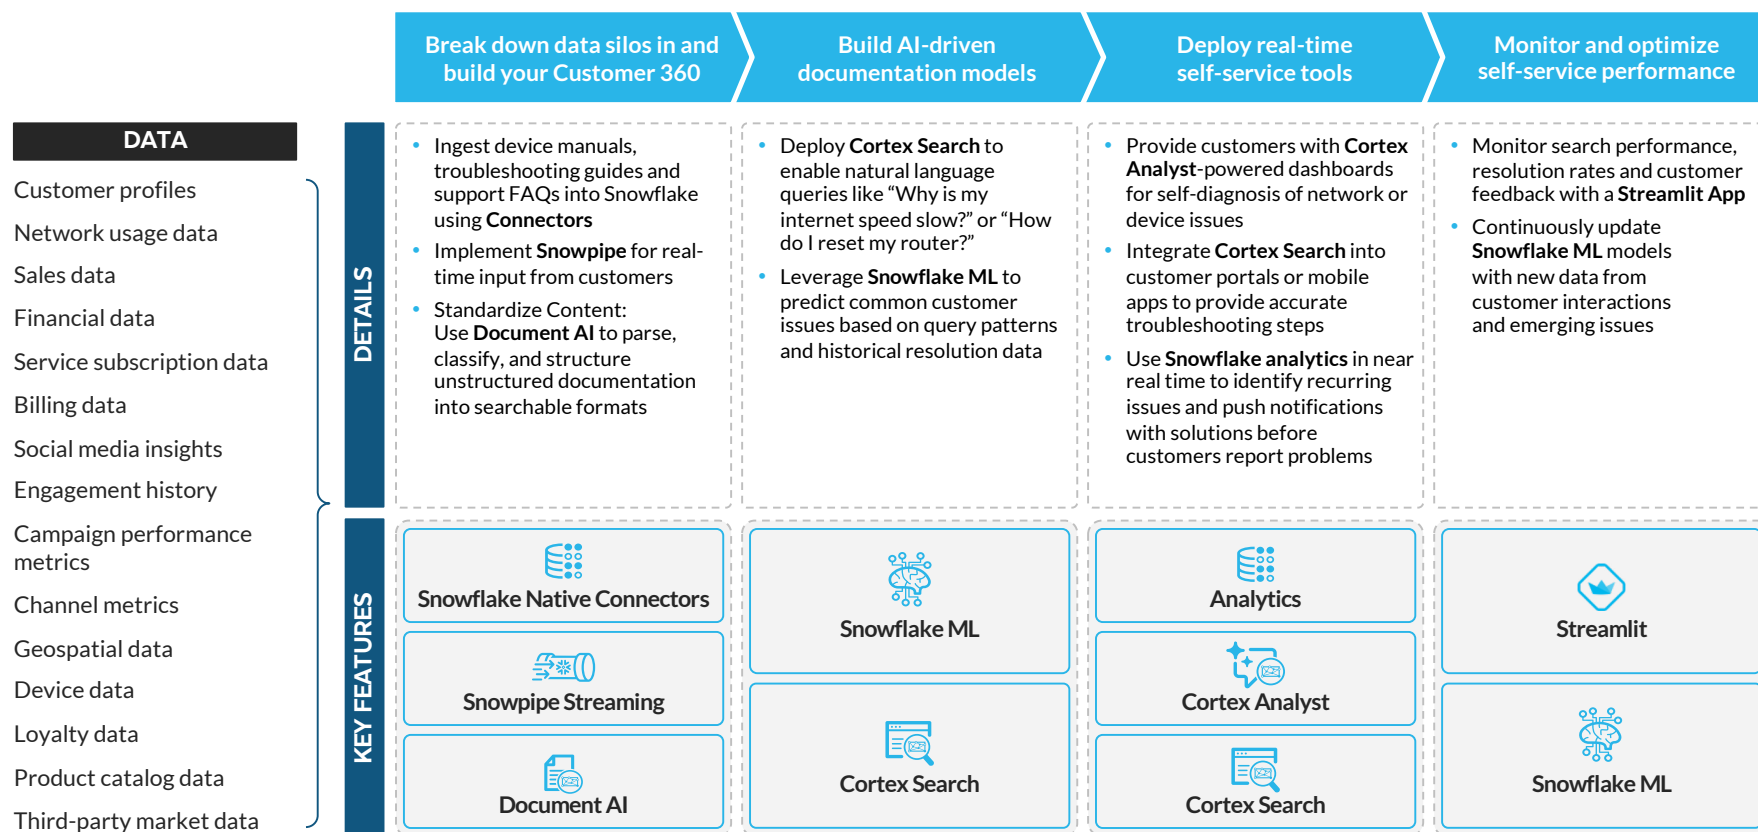 Break down data silos in and
build your Customer 360
Build AI-driven
documentation models
Deploy real-time
self-service tools
Monitor and optimize
self-service performance
DATA
Customer profiles
Network usage data
Sales data
Financial data
Service subscription data
Billing data
Social media insights
Engagement history
Campaign performance
metrics
Channel metrics
Geospatial data
Device data
Loyalty data
Product catalog data
Third-party market data
DETAILS
• Ingest device manuals,
troubleshooting guides and
support FAQs into Snowflake
using Connectors
• Implement Snowpipe for real-
time input from customers
• Standardize Content:
Use Document AI to parse,
classify, and structure
unstructured documentation
into searchable formats
• Deploy Cortex Search to
enable natural language
queries like “Why is my
internet speed slow?” or “How
do I reset my router?”
• Leverage Snowflake ML to
predict common customer
issues based on query patterns
and historical resolution data
• Provide customers with Cortex
Analyst-powered dashboards
for self-diagnosis of network or
device issues
• Integrate Cortex Search into
customer portals or mobile
apps to provide accurate
troubleshooting steps
• Use Snowflake analytics in near
real time to identify recurring
issues and push notifications
with solutions before
customers report problems
• Monitor search performance,
resolution rates and customer
feedback with a Streamlit App
• Continuously update
Snowflake ML models
with new data from
customer interactions
and emerging issues
KEY FEATURES
Snowflake Native Connectors
Snowpipe Streaming
Document AI
Snowflake ML
Cortex Search
Analytics
Cortex Analyst
Cortex Search
Streamlit
Snowflake ML